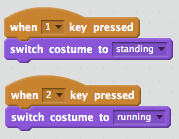 when 1 key pressed
switch costume to standing
when 2 key pressed
switch costume to running